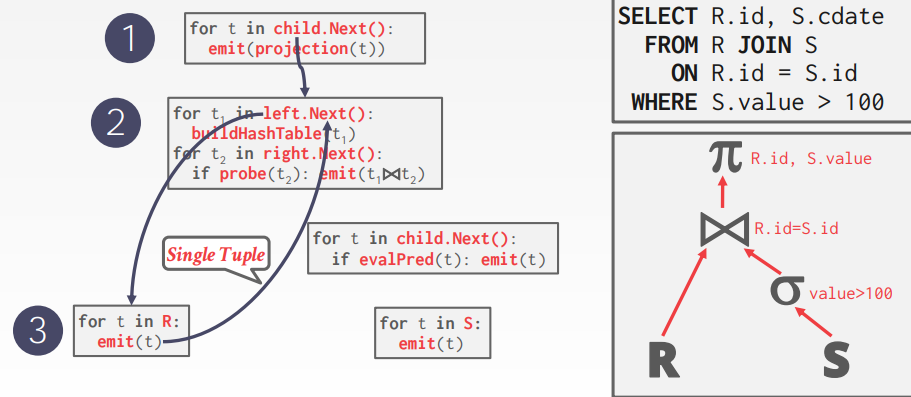 1
for t in child.Next():
emit(projection(t))
2
for t₁ in left.Next():
buildHashTable(t₁)
for t₂ in right.Next():
if probe(t₂): emit(t₁⋈t₂)
Single Tuple
for t in child.Next():
if evalPred(t): emit(t)
3
for t in R:
emit(t)
for t in S:
emit(t)
SELECT R.id, S.cdate
FROM R JOIN S
ON R.id = S.id
WHERE S.value > 100
π R.id, S.value
⋈ R.id=S.id
σ value>100
R S